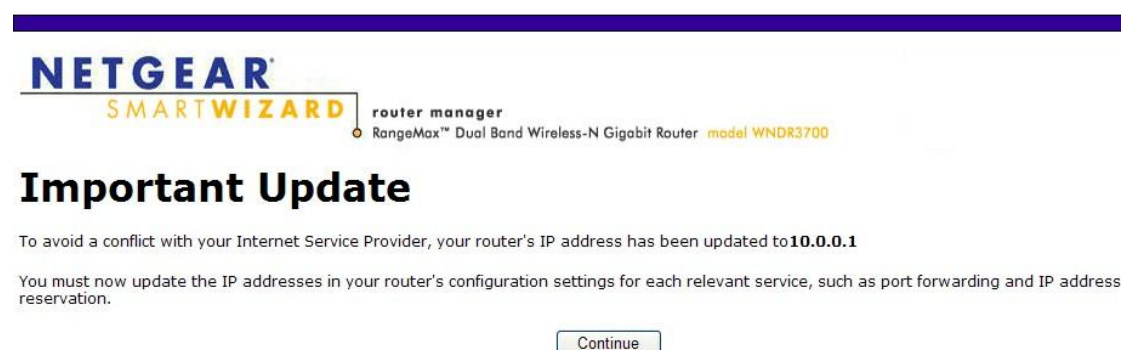 NETGEAR
SMARTWIZARD
router manager
RangeMax™ Dual Band Wireless-N Gigabit Router model WNDR3700
Important Update
To avoid a conflict with your Internet Service Provider, your router's IP address has been updated to10.0.0.1
You must now update the IP addresses in your router's configuration settings for each relevant service, such as port forwarding and IP address
reservation.
Continue